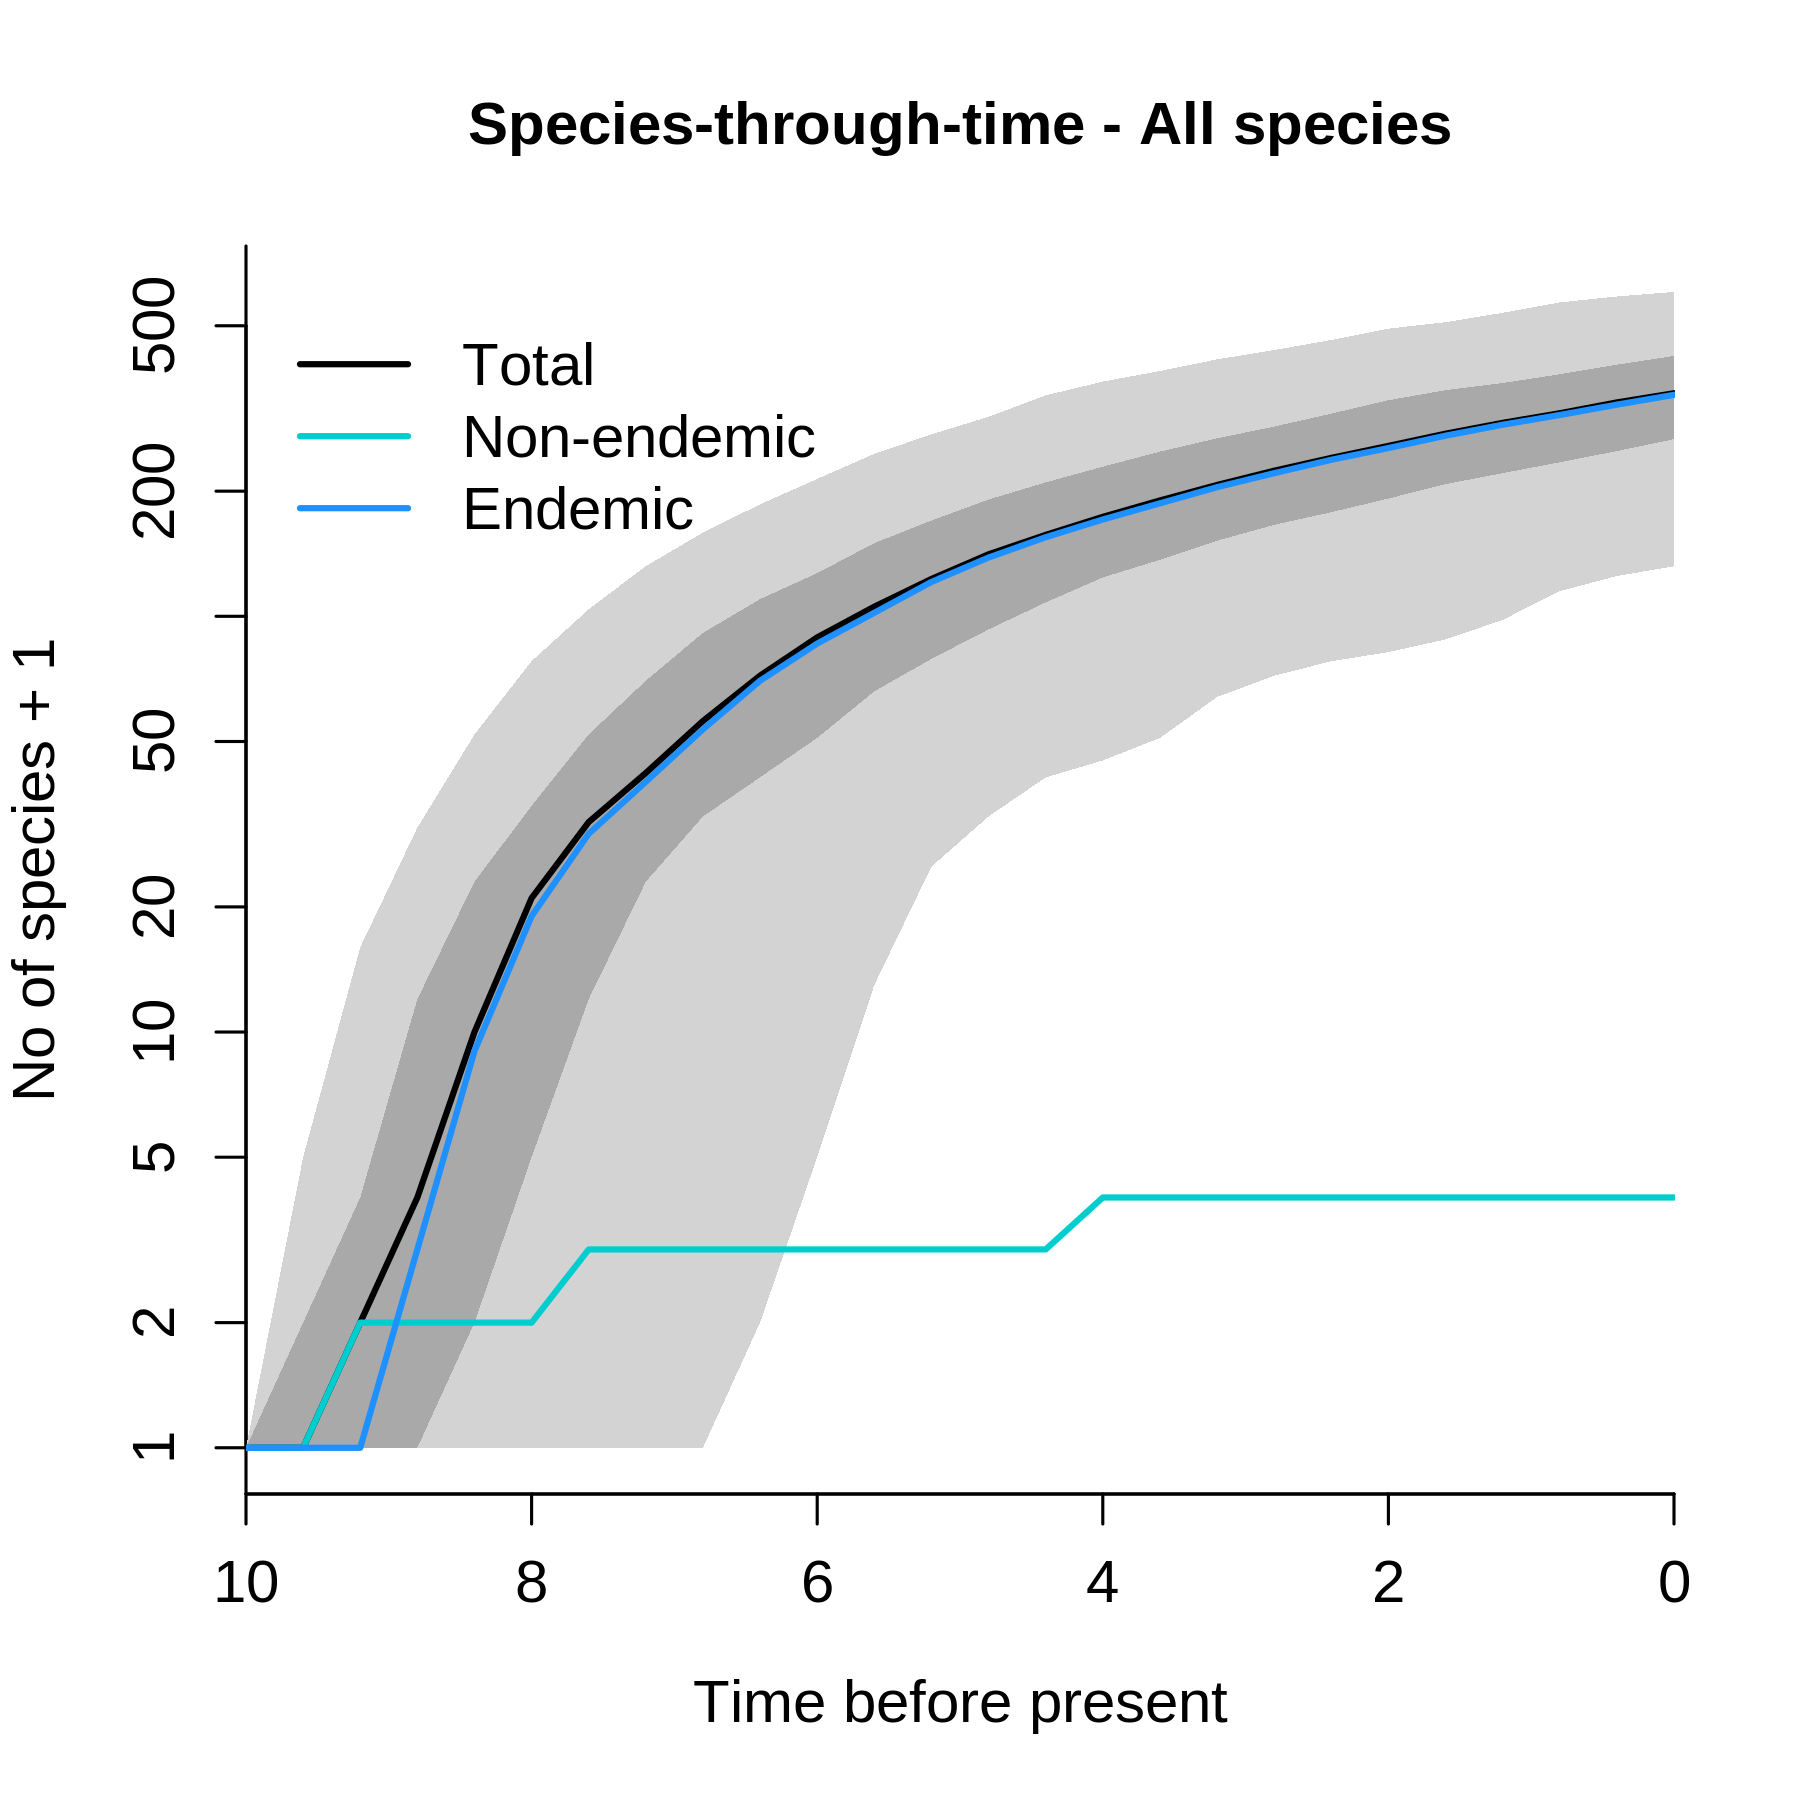 Species-through-time - All species
Total
Non-endemic
Endemic
No of species + 1
500
200
50
20
10
5
2
1
10 8 6 4 2 0
Time before present